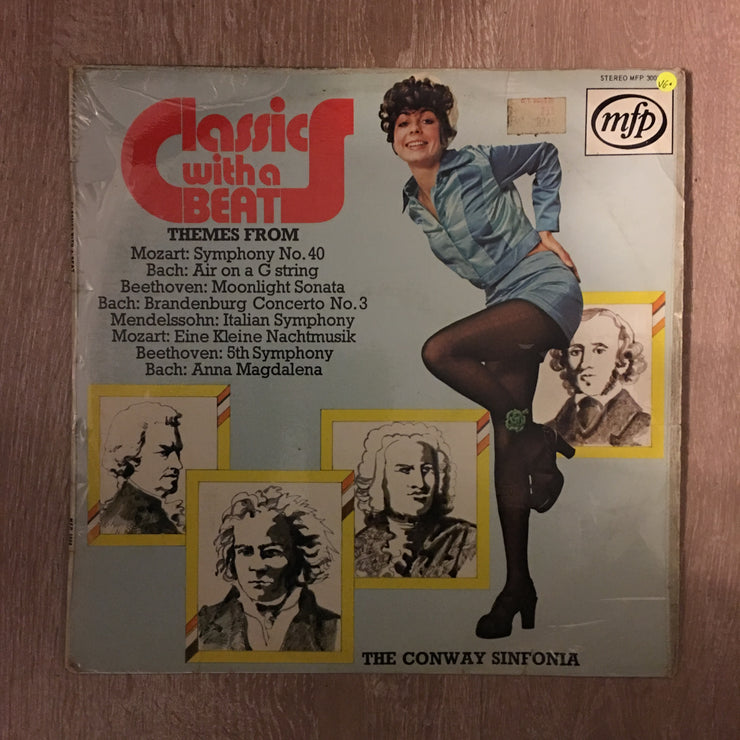 Classics
with a
BEAT
STEREO MFP
VG+
mfp
THEMES FROM
Mozart: Symphony No. 40
Bach: Air on a G string
Beethoven: Moonlight Sonata
Bach: Brandenburg Concerto No. 3
Mendelssohn: Italian Symphony
Mozart: Eine Kleine Nachtmusik
Beethoven: 5th Symphony
Bach: Anna Magdalena
THE CONWAY SINFONIA